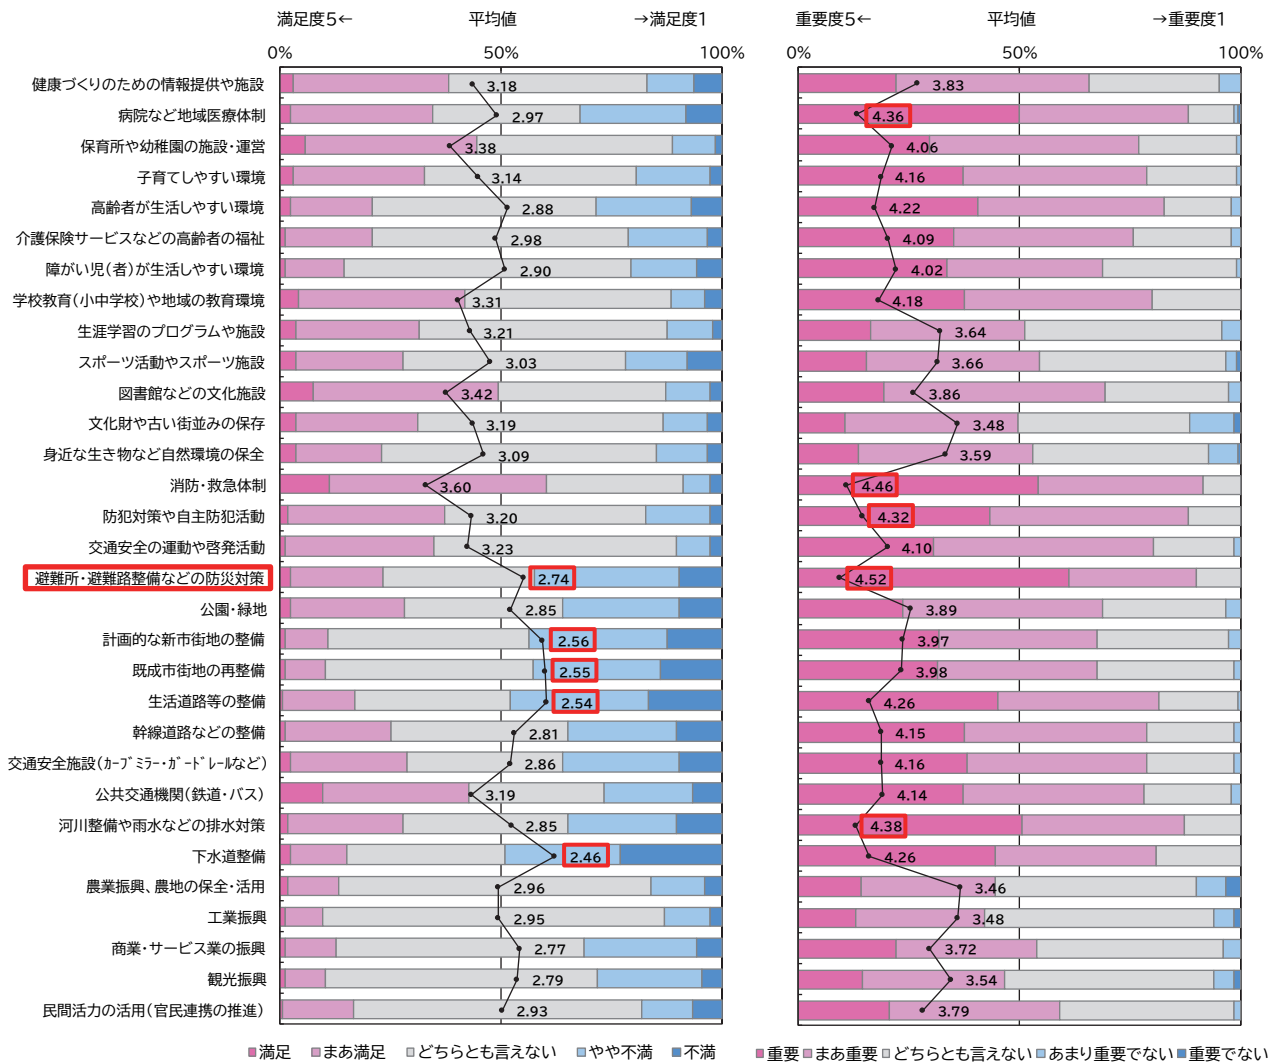 満足度5← 平均値 →満足度1 重要度5← 平均値 →重要度1
0% 50% 100% 0% 50% 100%
健康づくりのための情報提供や施設 3.18 3.83
病院など地域医療体制 2.97 4.36
保育所や幼稚園の施設・運営 3.38 4.06
子育てしやすい環境 3.14 4.16
高齢者が生活しやすい環境 2.88 4.22
介護保険サービスなどの高齢者の福祉 2.98 4.09
障がい児(者)が生活しやすい環境 2.90 4.02
学校教育(小中学校)や地域の教育環境 3.31 4.18
生涯学習のプログラムや施設 3.21 3.64
スポーツ活動やスポーツ施設 3.03 3.66
図書館などの文化施設 3.42 3.86
文化財や古い街並みの保存 3.19 3.48
身近な生き物など自然環境の保全 3.09 3.59
消防・救急体制 3.60 4.46
防犯対策や自主防犯活動 3.20 4.32
交通安全の運動や啓発活動 3.23 4.10
避難所・避難路整備などの防災対策 2.74 4.52
公園・緑地 2.85 3.89
計画的な新市街地の整備 2.56 3.97
既成市街地の再整備 2.55 3.98
生活道路等の整備 2.54 4.26
幹線道路などの整備 2.81 4.15
交通安全施設(ｶｰﾌﾞﾐﾗｰ・ｶﾞｰﾄﾞﾚｰﾙなど) 2.86 4.16
公共交通機関(鉄道・バス) 3.19 4.14
河川整備や雨水などの排水対策 2.85 4.38
下水道整備 2.46 4.26
農業振興、農地の保全・活用 2.96 3.46
工業振興 2.95 3.48
商業・サービス業の振興 2.77 3.72
観光振興 2.79 3.54
民間活力の活用(官民連携の推進) 2.93 3.79
満足 まあ満足 どちらとも言えない やや不満 不満 重要 まあ重要 どちらとも言えない あまり重要でない 重要でない